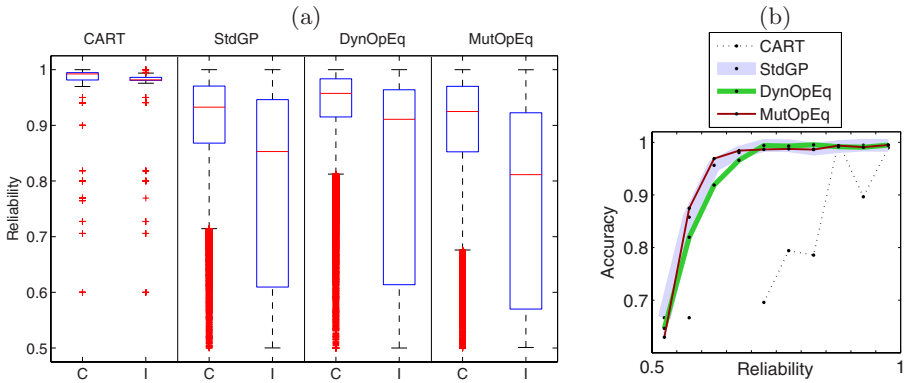 (a)
CART StdGP DynOpEq MutOpEq
1
0.9
0.8
0.7
0.6
0.5
Reliability
C I C I C I C I
(b)
CART
StdGP
DynOpEq
MutOpEq
1
0.9
0.8
0.7
Accuracy
0.5 Reliability 1